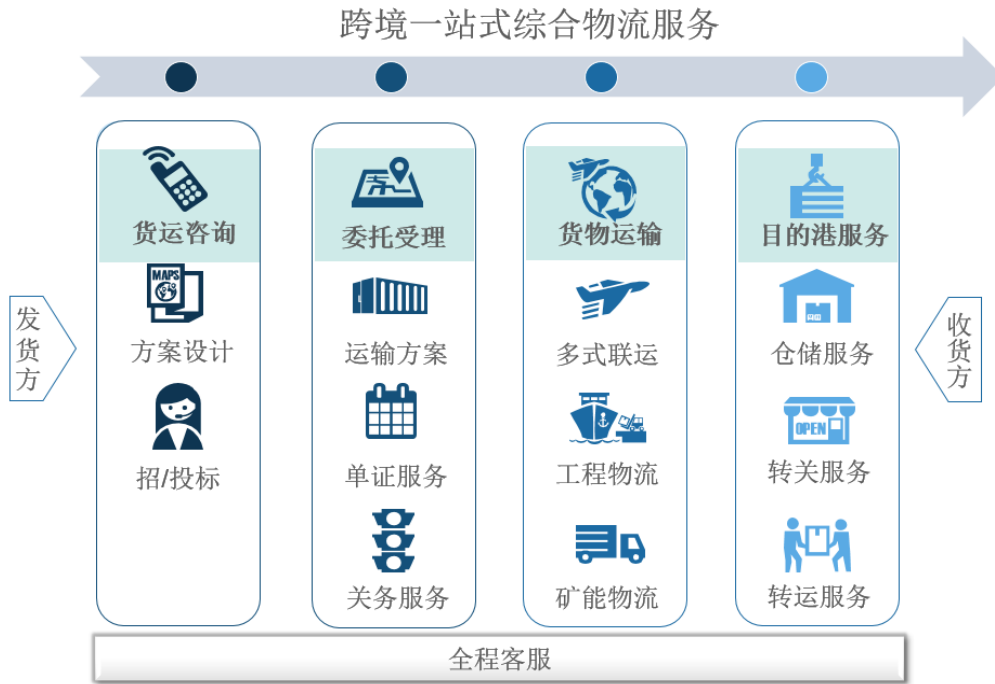 跨境一站式综合物流服务
发货方
货运咨询
MAPS
方案设计
招/投标
委托受理
运输方案
单证服务
关务服务
货物运输
多式联运
工程物流
矿能物流
目的港服务
仓储服务
OPEN
转关服务
转运服务
收货方
全程客服